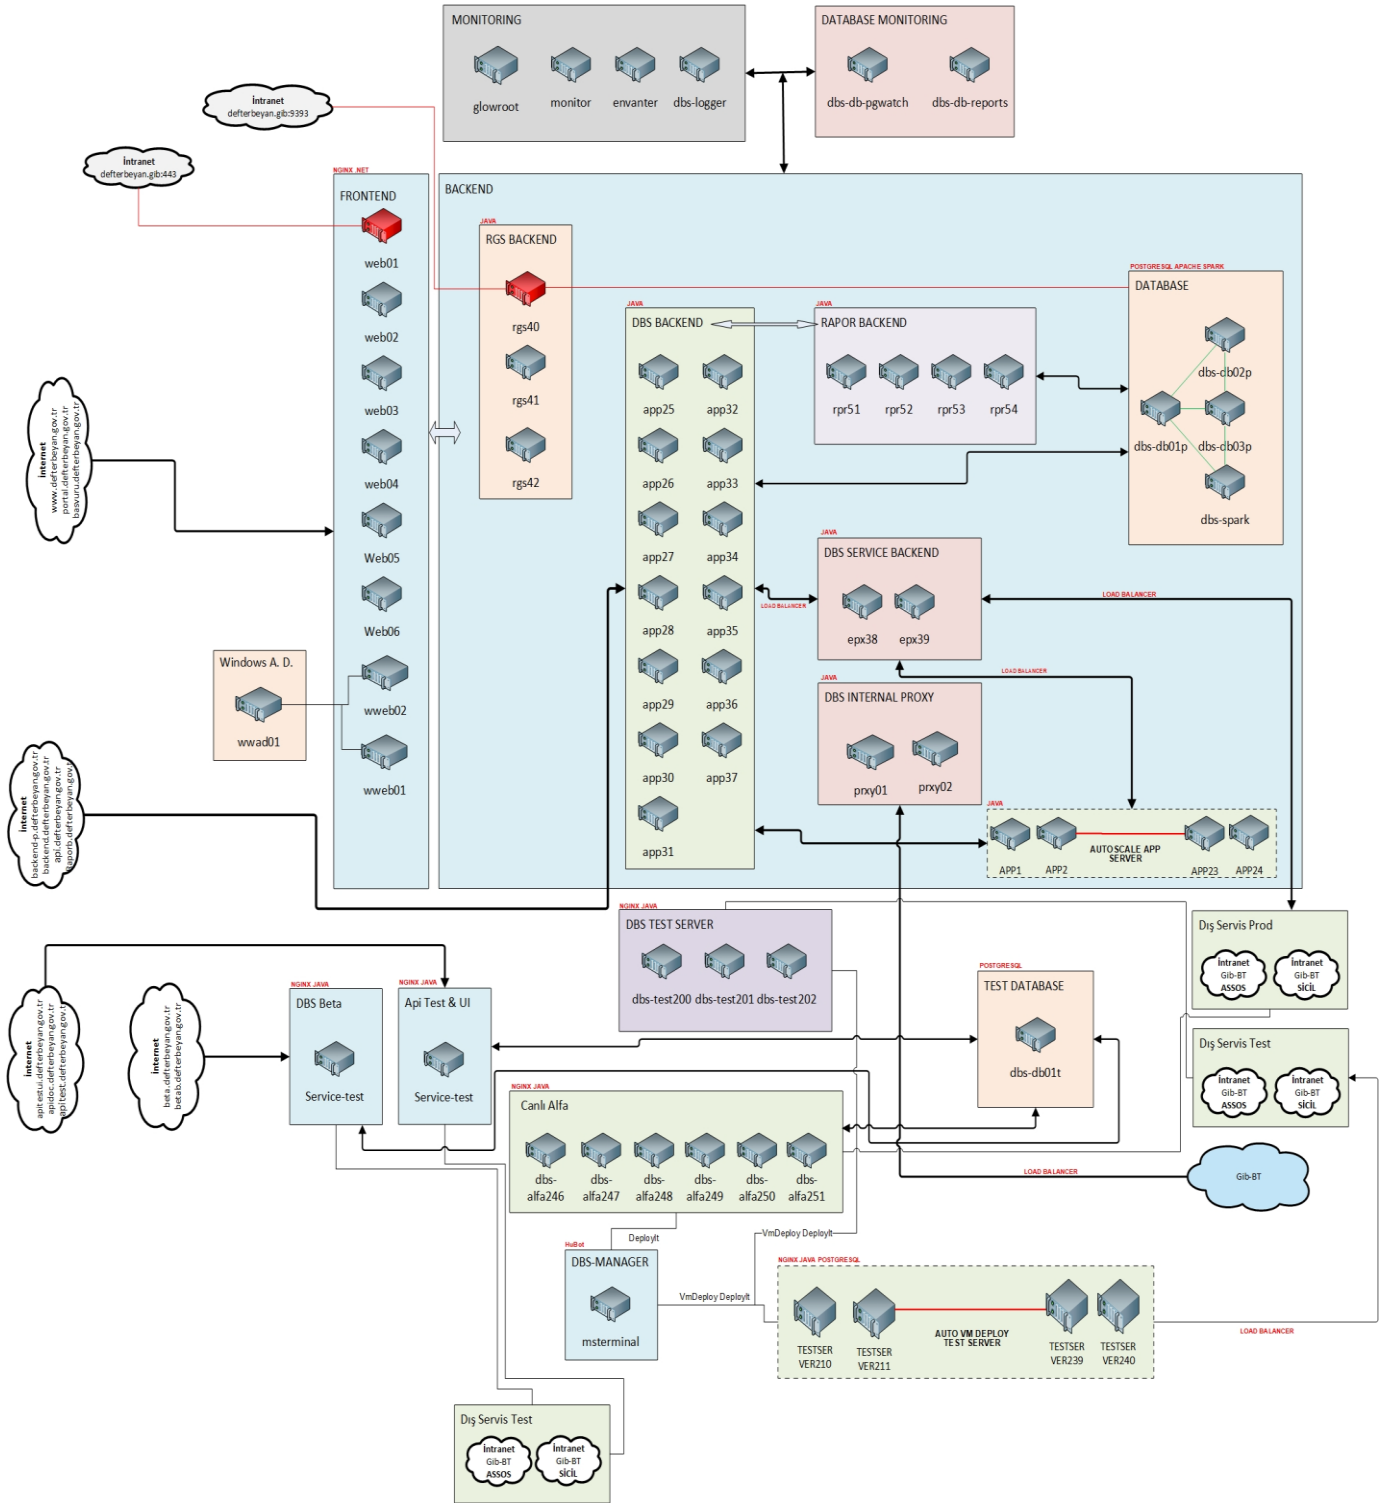 MONITORING
glowroot
monitor
envanter
dbs-logger
DATABASE MONITORING
dbs-db-pgwatch
dbs-db-reports
İntranet
defterbeyan.gib:9393
İntranet
defterbeyan.gib:443
NGINX .NET
FRONTEND
web01
web02
web03
web04
Web05
Web06
wweb02
wweb01
BACKEND
JAVA
RGS BACKEND
rgs40
rgs41
rgs42
JAVA
DBS BACKEND
app25
app32
app26
app33
app27
app34
app28
app35
app29
app36
app30
app37
app31
JAVA
RAPOR BACKEND
rpr51
rpr52
rpr53
rpr54
POSTGRESQL APACHE SPARK
DATABASE
dbs-db02p
dbs-db01p
dbs-db03p
dbs-spark
İnternet
www.defterbeyan.gov.tr
portal.defterbeyan.gov.tr
basvuru.defterbeyan.gov.tr
JAVA
DBS SERVICE BACKEND
epx38
epx39
LOAD BALANCER
LOAD BALANCER
LOAD BALANCER
Windows A. D.
wwad01
JAVA
DBS INTERNAL PROXY
prxy01
prxy02
İnternet
backend-p.defterbeyan.gov.tr
backend.defterbeyan.gov.tr
api.defterbeyan.gov.tr
Raporb.defterbeyan.gov.tr
JAVA
APP1
APP2
AUTOSCALE APP
SERVER
APP23
APP24
NGINX JAVA
DBS TEST SERVER
dbs-test200
dbs-test201
dbs-test202
Dış Servis Prod
İntranet
Gib-BT
ASSOS
İntranet
Gib-BT
SİCİL
POSTGRESQL
TEST DATABASE
dbs-db01t
Dış Servis Test
İntranet
Gib-BT
ASSOS
İntranet
Gib-BT
SİCİL
İnternet
apitestui.defterbeyan.gov.tr
apidoc.defterbeyan.gov.tr
apitest.defterbeyan.gov.tr
İnternet
beta.defterbeyan.gov.tr
betab.defterbeyan.gov.tr
NGINX JAVA
DBS Beta
Service-test
NGINX JAVA
Api Test & UI
Service-test
NGINX JAVA
Canlı Alfa
dbs-
alfa246
dbs-
alfa247
dbs-
alfa248
dbs-
alfa249
dbs-
alfa250
dbs-
alfa251
LOAD BALANCER
Gib-BT
DeployIt
VmDeploy DeployIt
HuBot
DBS-MANAGER
msterminal
VmDeploy DeployIt
NGINX JAVA POSTGRESQL
TESTSER
VER210
TESTSER
VER211
AUTO VM DEPLOY
TEST SERVER
TESTSER
VER239
TESTSER
VER240
LOAD BALANCER
Dış Servis Test
İntranet
Gib-BT
ASSOS
İntranet
Gib-BT
SİCİL